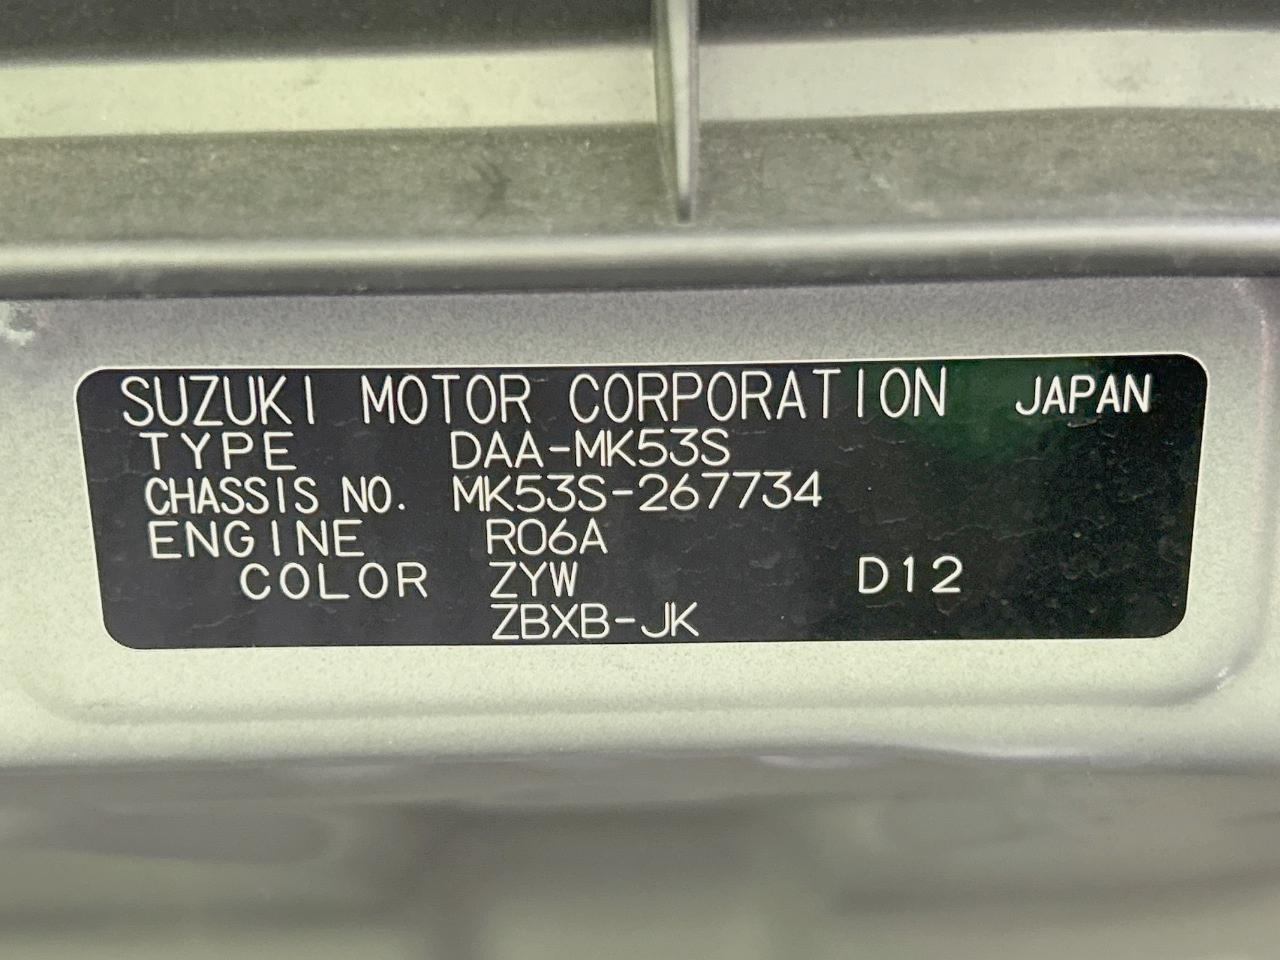 SUZUKI MOTOR CORPORATION JAPAN
TYPE DAA-MK53S
CHASSIS NO. MK53S-267734
ENGINE R06A
COLOR ZYW D12
ZBXB-JK